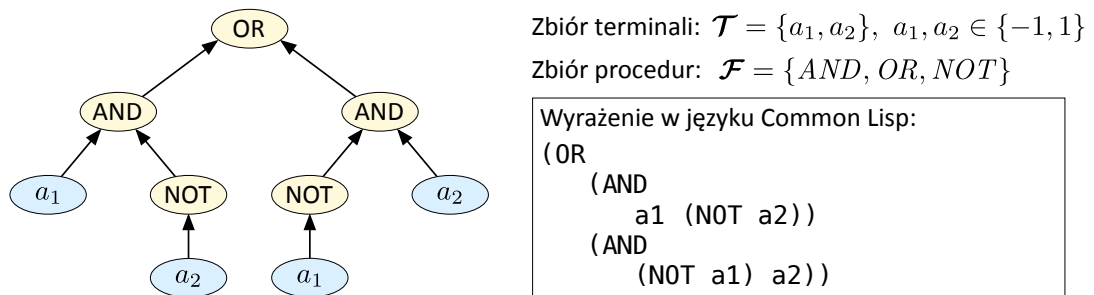 OR
AND AND
a₁ NOT NOT a₂
a₂ a₁
Zbiór terminali: 𝓣 = {a₁, a₂}, a₁, a₂ ∈ {−1, 1}
Zbiór procedur: 𝓕 = {AND, OR, NOT}
Wyrażenie w języku Common Lisp:
(OR
(AND
a1 (NOT a2))
(AND
(NOT a1) a2))